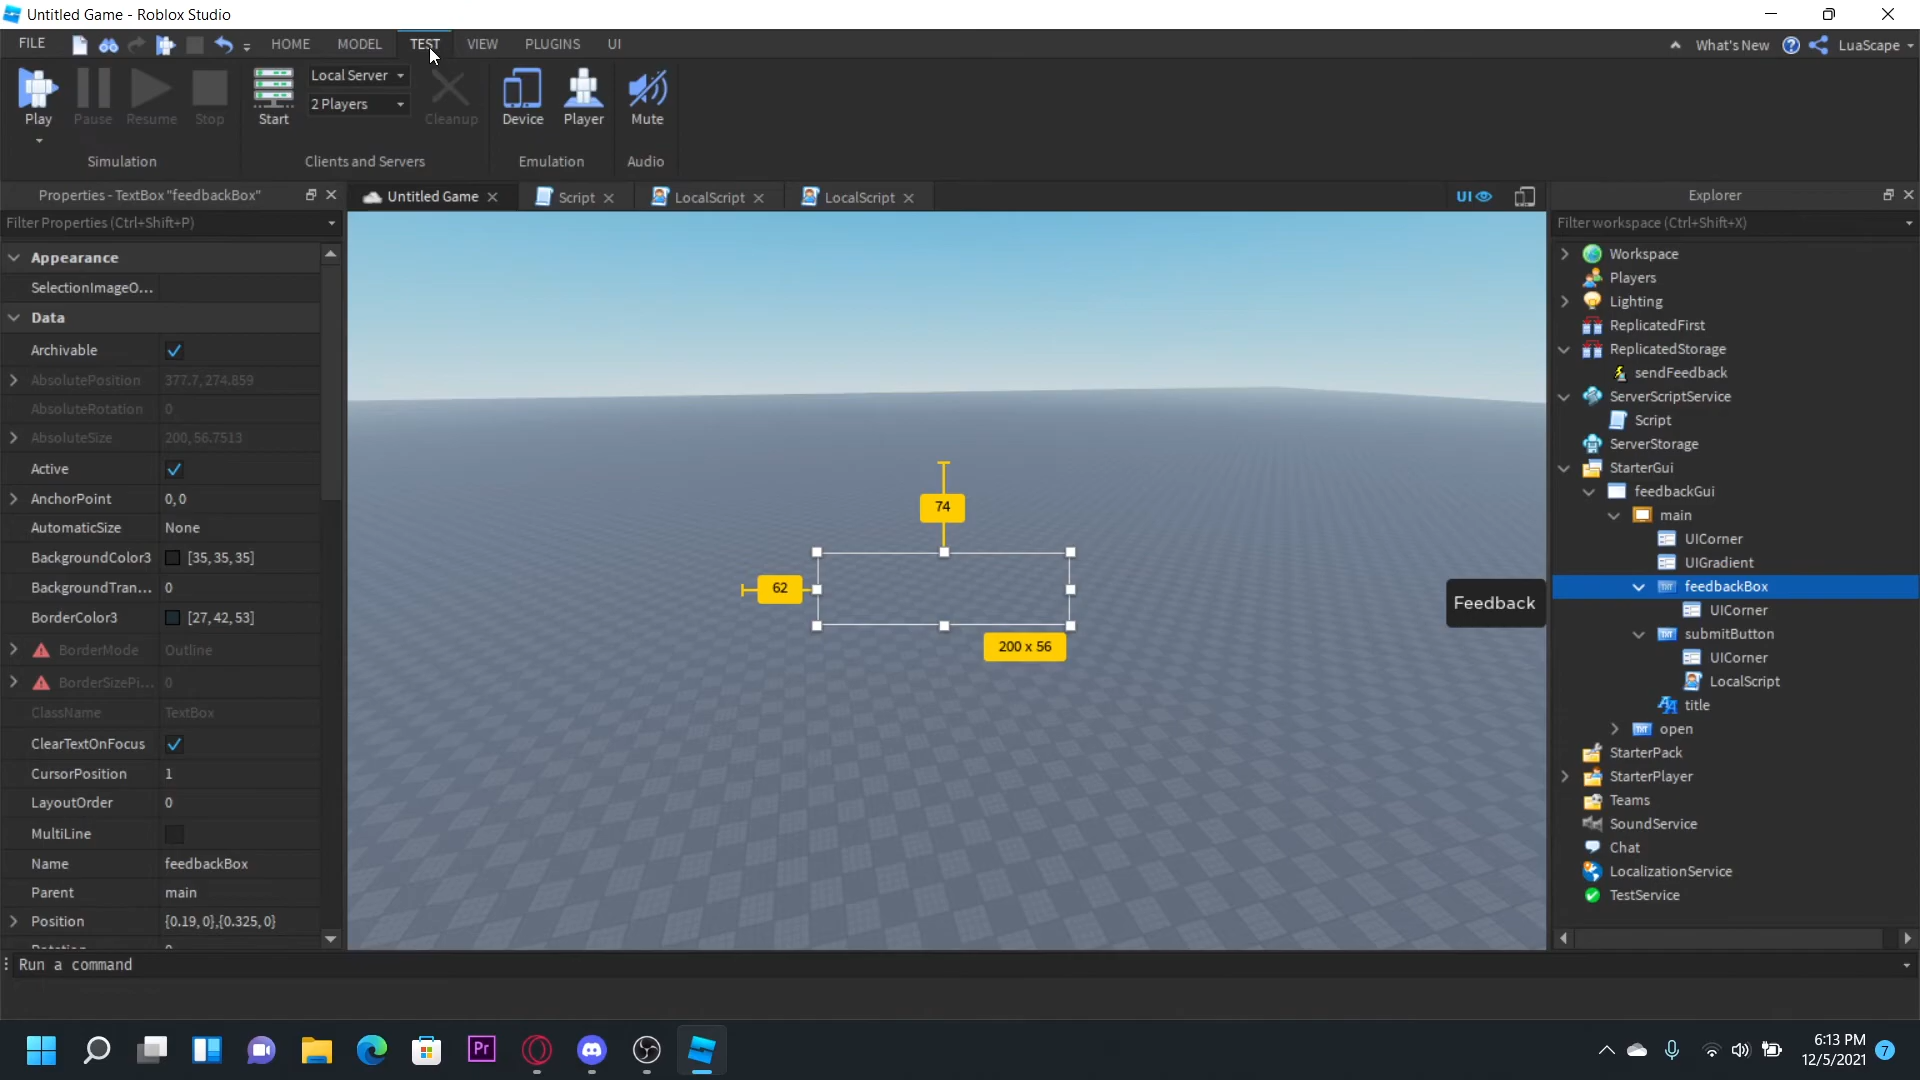 Untitled Game - Roblox Studio
FILE
HOME
MODEL
TEST
VIEW
PLUGINS
UI
What's New
LuaScape
Play
Pause
Resume
Stop
Start
Local Server
2 Players
Cleanup
Device
Player
Mute
Simulation
Clients and Servers
Emulation
Audio
Properties - TextBox "feedbackBox"
Untitled Game
Script
LocalScript
LocalScript
UI
Explorer
Filter Properties (Ctrl+Shift+P)
Filter workspace (Ctrl+Shift+X)
Appearance
SelectionImageO...
Data
Archivable
AbsolutePosition 377.7, 274.859
AbsoluteRotation 0
AbsoluteSize 200, 56.7513
Active
AnchorPoint 0, 0
AutomaticSize None
BackgroundColor3 [35, 35, 35]
BackgroundTran... 0
BorderColor3 [27, 42, 53]
BorderMode Outline
BorderSizePi... 0
ClassName TextBox
ClearTextOnFocus
CursorPosition 1
LayoutOrder 0
MultiLine
Name feedbackBox
Parent main
Position {0.19, 0},{0.325, 0}
74
62
200 x 56
Feedback
Workspace
Players
Lighting
ReplicatedFirst
ReplicatedStorage
sendFeedback
ServerScriptService
Script
ServerStorage
StarterGui
feedbackGui
main
UICorner
UIGradient
feedbackBox
UICorner
submitButton
UICorner
LocalScript
title
open
StarterPack
StarterPlayer
Teams
SoundService
Chat
LocalizationService
TestService
Run a command
Pr
6:13 PM
12/5/2021
7